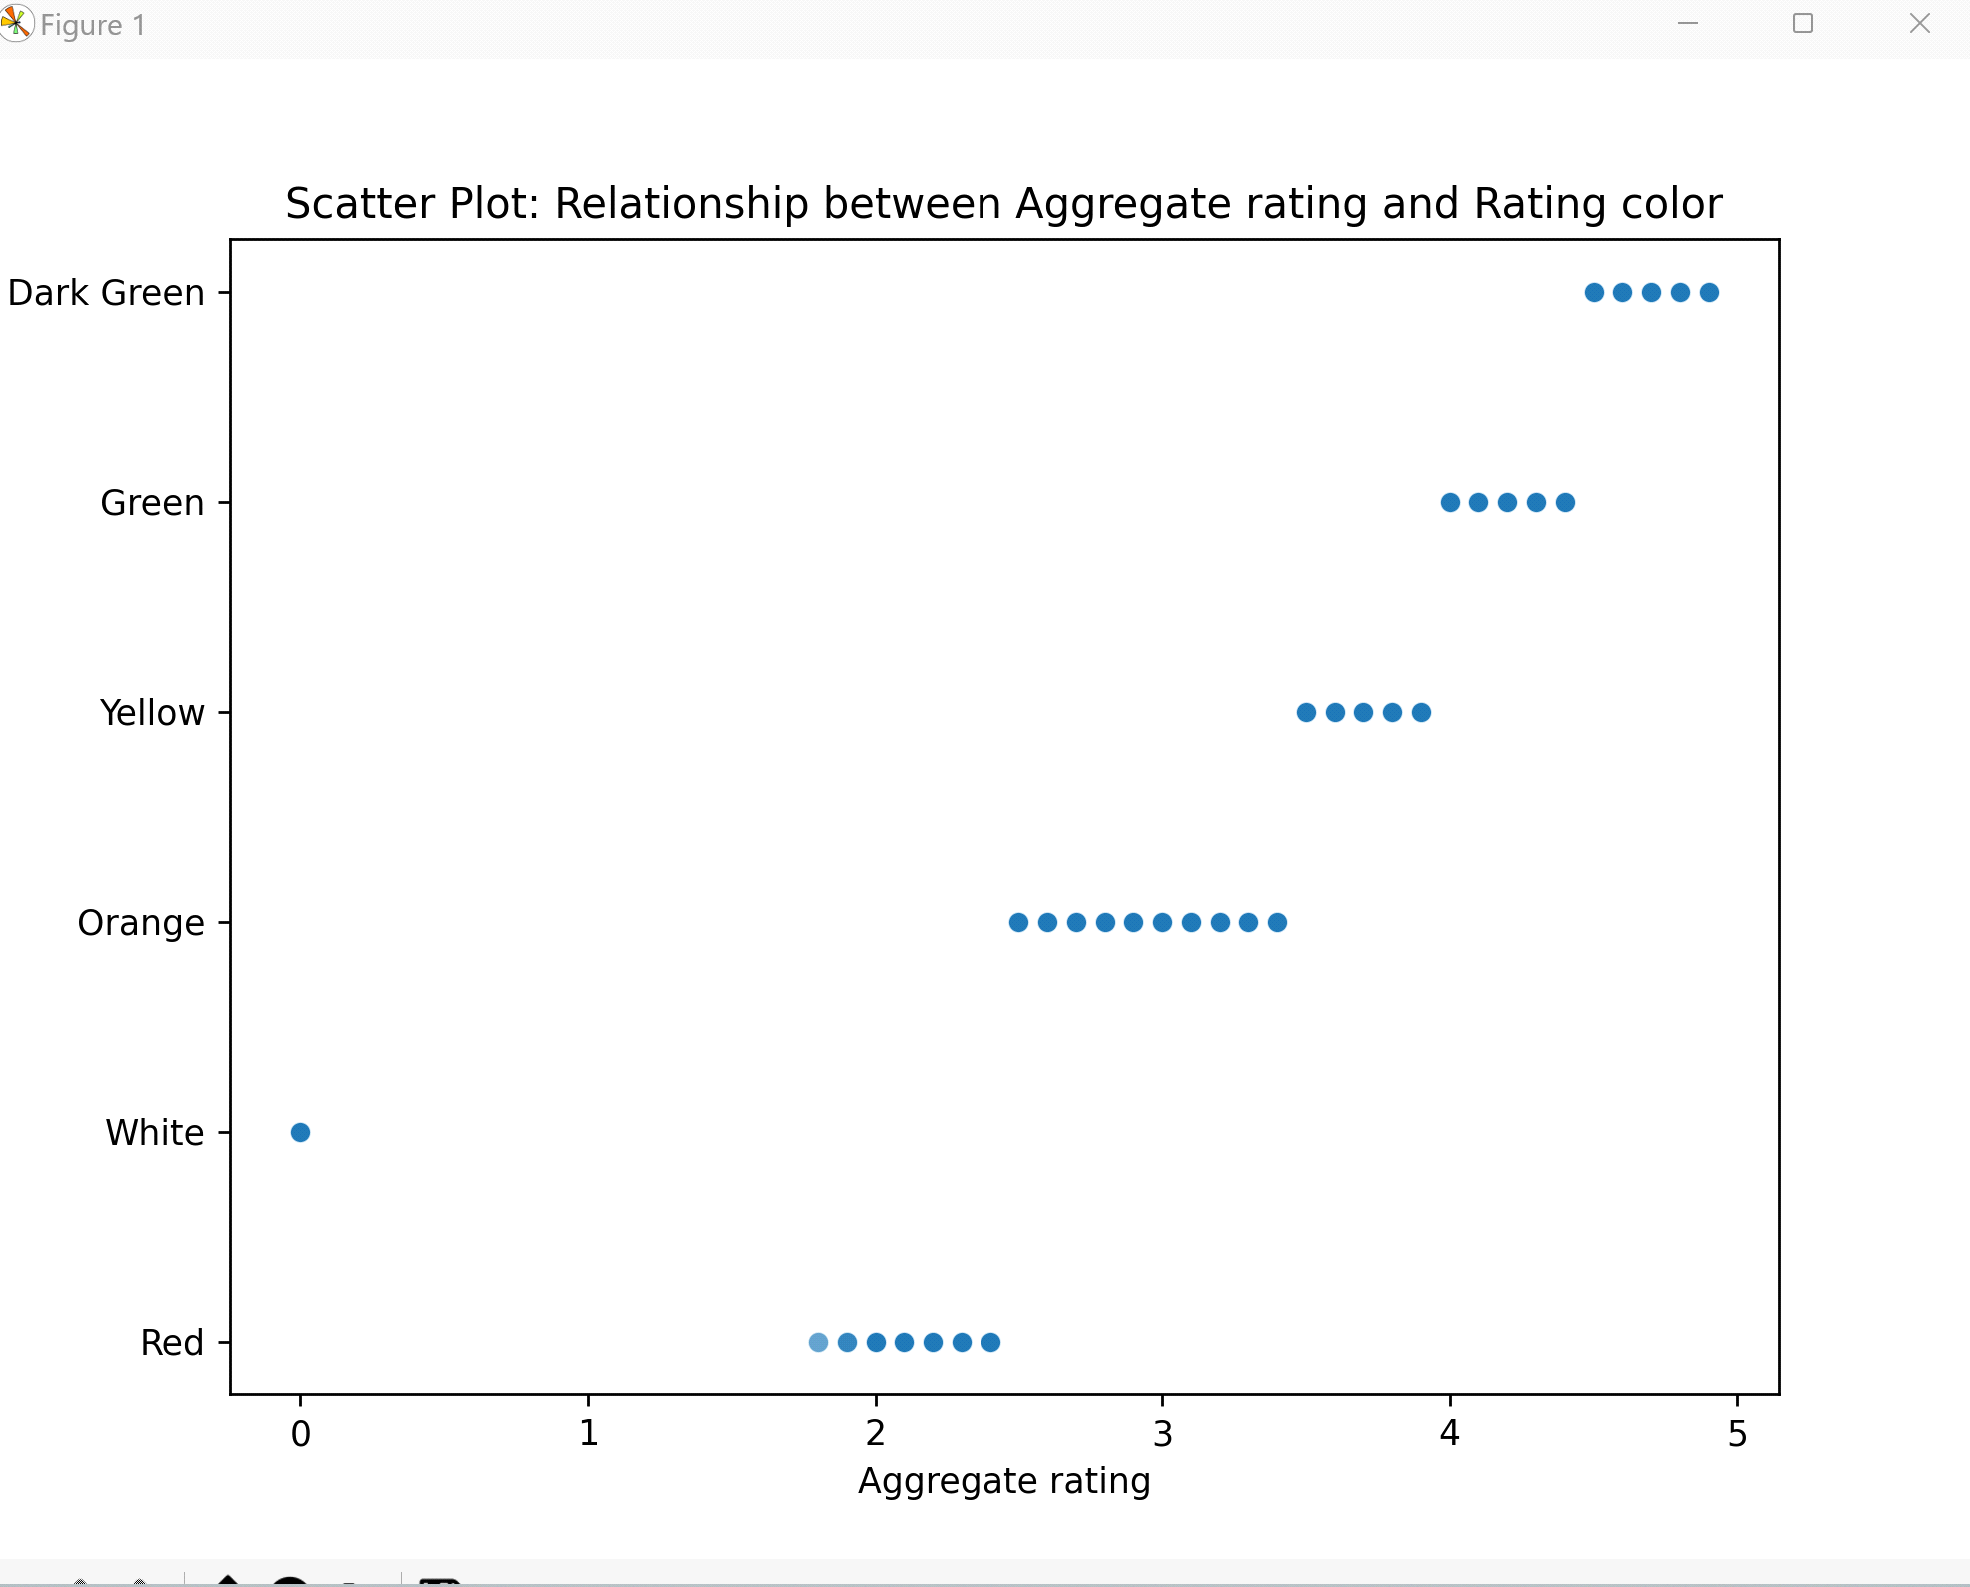 Figure 1
Scatter Plot: Relationship between Aggregate rating and Rating color
Dark Green
Green
Yellow
Orange
White
Red
0 1 2 3 4 5
Aggregate rating